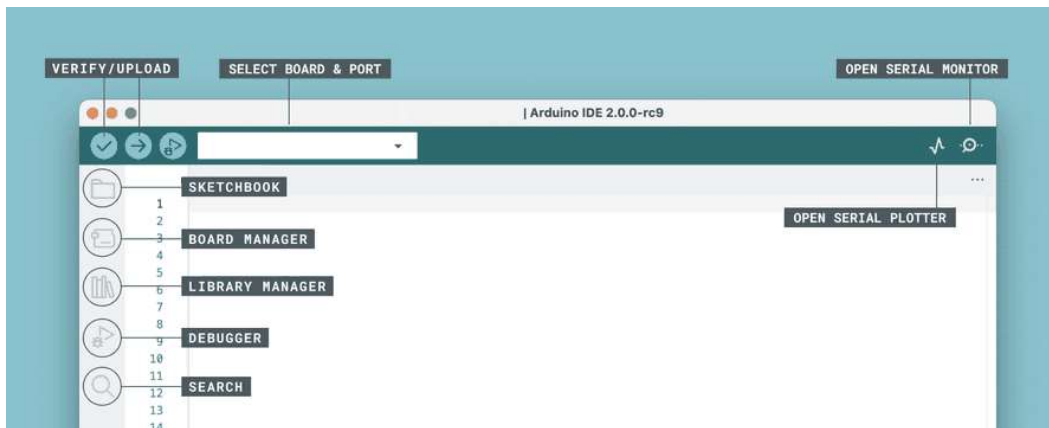 VERIFY/UPLOAD
SELECT BOARD & PORT
OPEN SERIAL MONITOR
| Arduino IDE 2.0.0-rc9
SKETCHBOOK
OPEN SERIAL PLOTTER
BOARD MANAGER
LIBRARY MANAGER
DEBUGGER
SEARCH
1
2
3
4
5
6
7
8
9
10
11
12
13
14